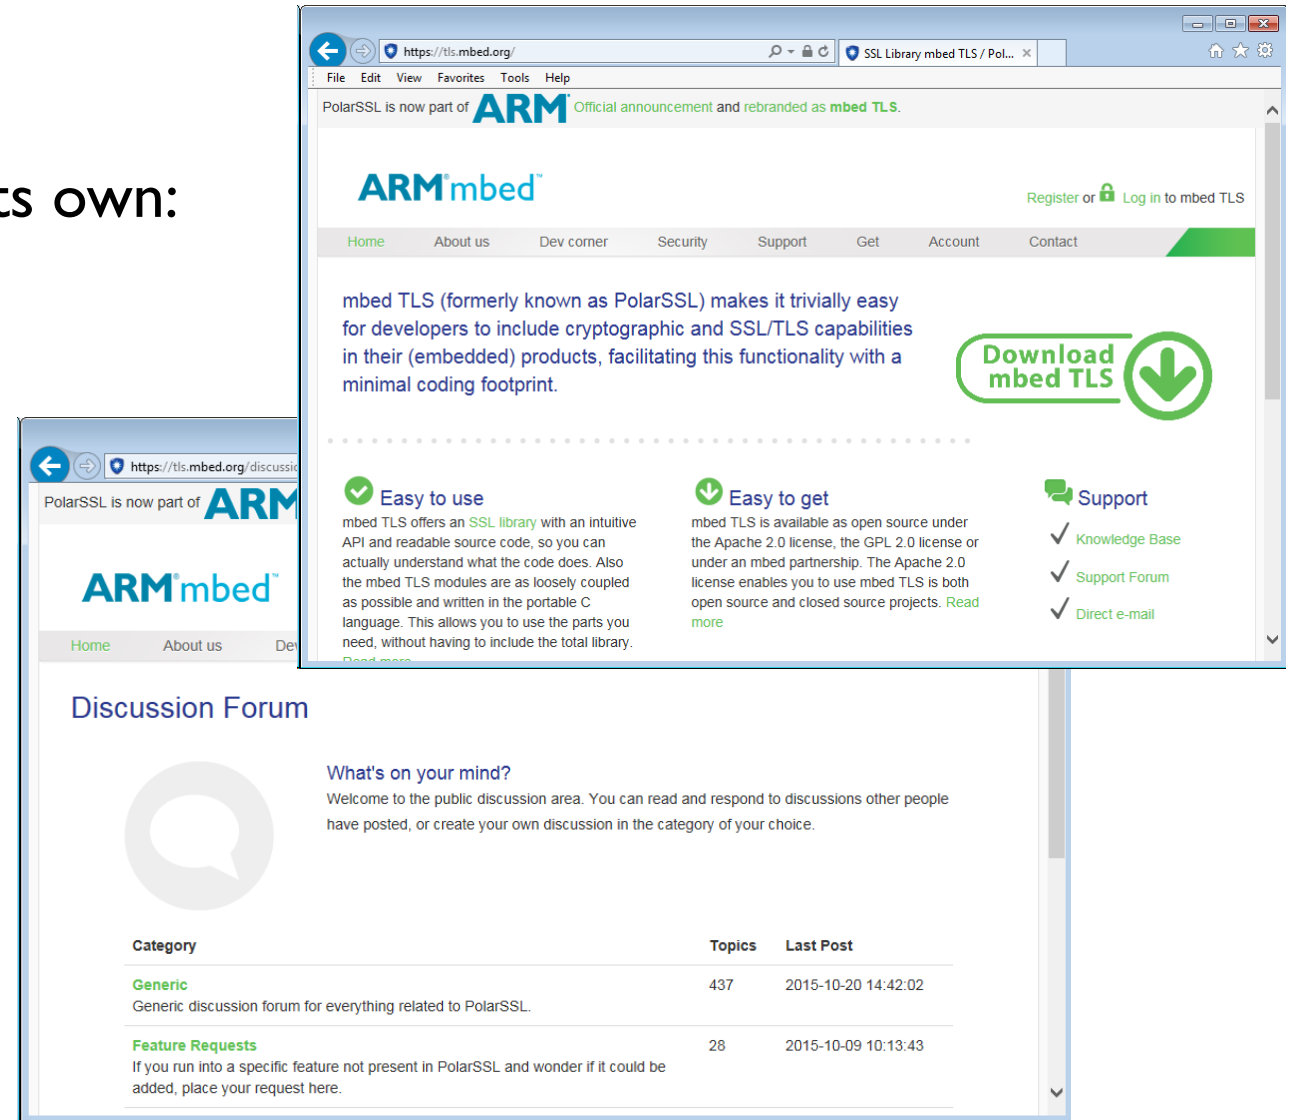 ts own:
https://tls.mbed.org/
SSL Library mbed TLS / Pol...
File Edit View Favorites Tools Help
PolarSSL is now part of ARM® Official announcement and rebranded as mbed TLS.
ARM®mbed™
Register or Log in to mbed TLS
Home About us Dev corner Security Support Get Account Contact
mbed TLS (formerly known as PolarSSL) makes it trivially easy
for developers to include cryptographic and SSL/TLS capabilities
in their (embedded) products, facilitating this functionality with a
minimal coding footprint.
Download
mbed TLS
Easy to use
mbed TLS offers an SSL library with an intuitive
API and readable source code, so you can
actually understand what the code does. Also
the mbed TLS modules are as loosely coupled
as possible and written in the portable C
language. This allows you to use the parts you
need, without having to include the total library.
Read more
Easy to get
mbed TLS is available as open source under
the Apache 2.0 license, the GPL 2.0 license or
under an mbed partnership. The Apache 2.0
license enables you to use mbed TLS is both
open source and closed source projects. Read
more
Support
Knowledge Base
Support Forum
Direct e-mail
https://tls.mbed.org/discussio
PolarSSL is now part of ARM
ARM®mbed™
Home About us De
Discussion Forum
What's on your mind?
Welcome to the public discussion area. You can read and respond to discussions other people
have posted, or create your own discussion in the category of your choice.
Category Topics Last Post
Generic 437 2015-10-20 14:42:02
Generic discussion forum for everything related to PolarSSL.
Feature Requests 28 2015-10-09 10:13:43
If you run into a specific feature not present in PolarSSL and wonder if it could be
added, place your request here.